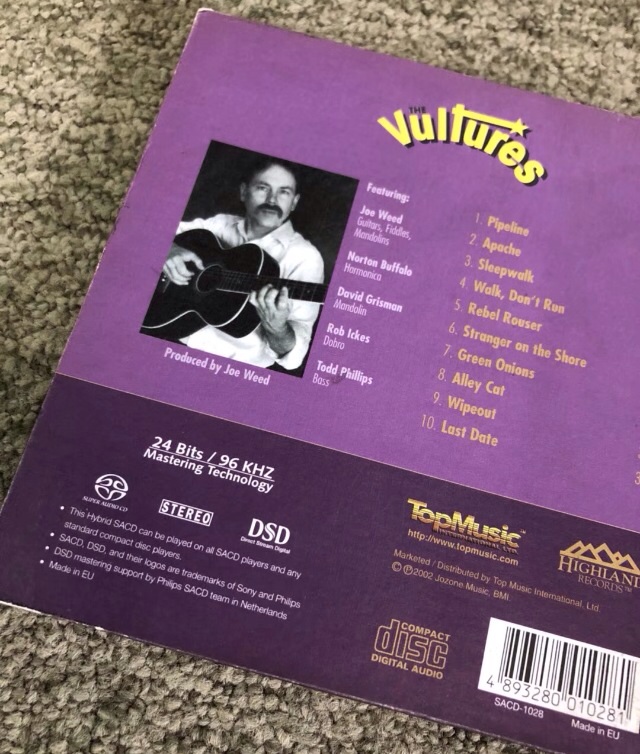 THE
Vultures
Featuring:
Joe Weed
Guitars, Fiddles,
Mandolins
Norton Buffalo
Harmonica
David Grisman
Mandolin
Rob Ickes
Dobro
Todd Phillips
Bass
Produced by Joe Weed
1. Pipeline
2. Apache
3. Sleepwalk
4. Walk, Don't Run
5. Rebel Rouser
6. Stranger on the Shore
7. Green Onions
8. Alley Cat
9. Wipeout
10. Last Date
24 Bits / 96 KHZ
Mastering Technology
SUPER AUDIO CD
STEREO
DSD
Direct Stream Digital
• This Hybrid SACD can be played on all SACD players and any
standard compact disc players.
• SACD, DSD, and their logos are trademarks of Sony and Philips
• DSD mastering support by Philips SACD team in Netherlands
• Made in EU
TopMusic™
INTERNATIONAL LTD.
http://www.topmusic.com
Marketed / Distributed by Top Music International, Ltd.
©℗2002 Jozone Music, BMI
HIGHLAND
RECORDS™
COMPACT
disc
DIGITAL AUDIO
4 893280 010281
SACD-1028
Made in EU